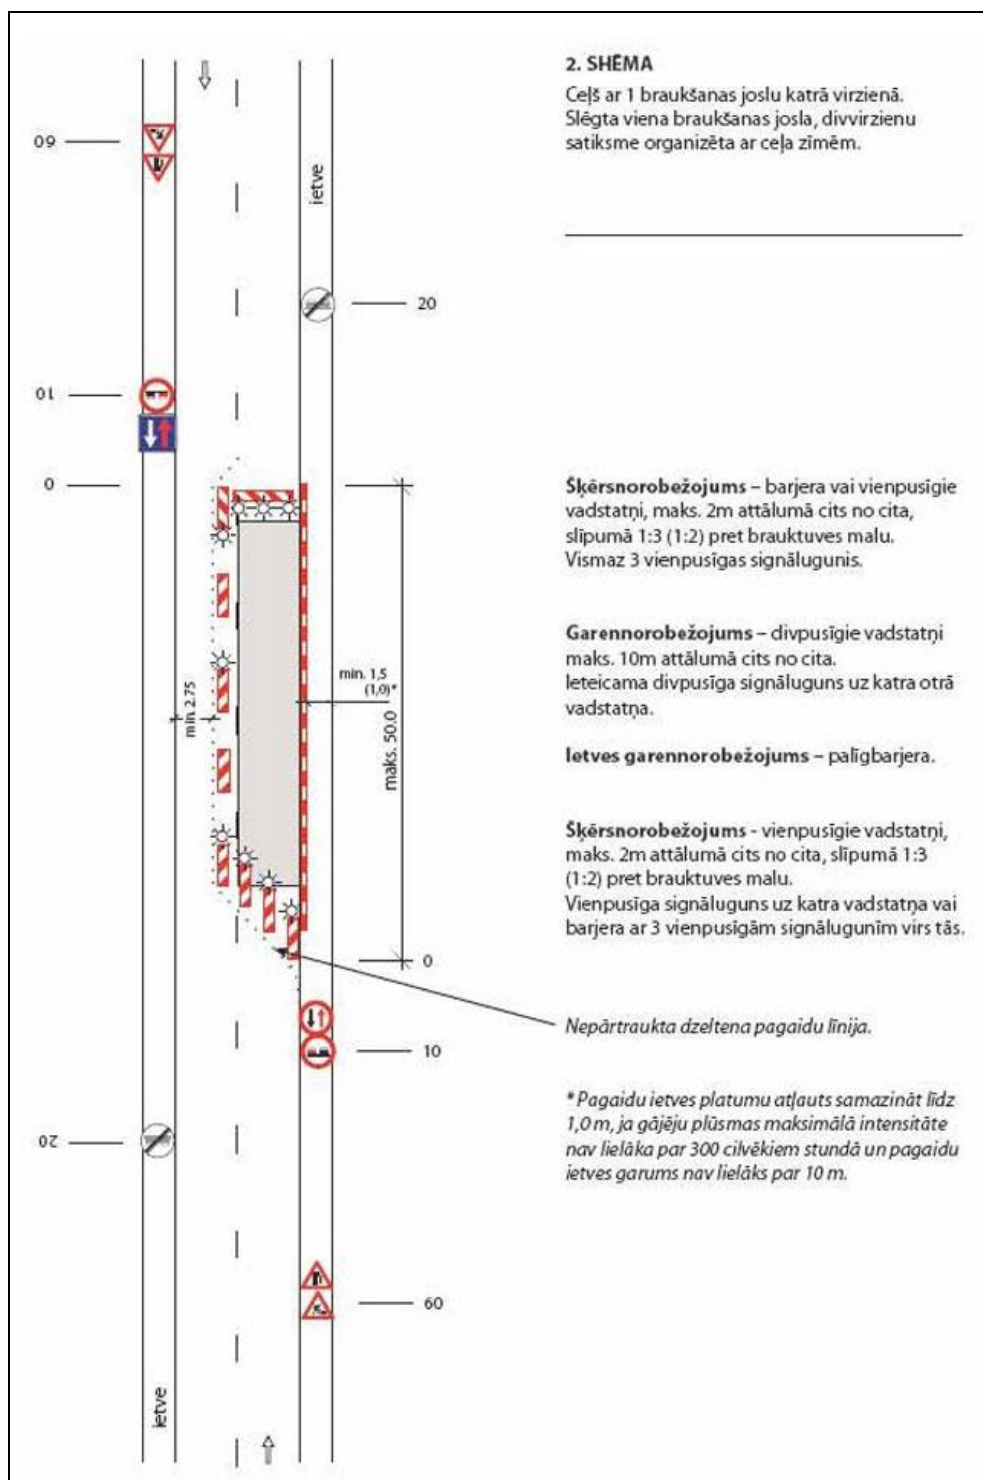 2. SHĒMA
Ceļš ar 1 braukšanas joslu katrā virzienā.
Slēgta viena braukšanas josla, divvirzienu
satiksme organizēta ar ceļa zīmēm.
60
ietve
20
10
0
Šķērsnorobežojums – barjera vai vienpusīgie
vadstatņi, maks. 2m attālumā cits no cita,
slīpumā 1:3 (1:2) pret brauktuves malu.
Vismaz 3 vienpusīgas signālugunis.
Garennorobežojums – divpusīgie vadstatņi
maks. 10m attālumā cits no cita.
Ieteicama divpusīga signāluguns uz katra otrā
vadstatņa.
min. 2.75
min. 1,5
(1,0)*
maks. 50.0
Ietves garennorobežojums – palīgbarjera.
Šķērsnorobežojums - vienpusīgie vadstatņi,
maks. 2m attālumā cits no cita, slīpumā 1:3
(1:2) pret brauktuves malu.
Vienpusīga signāluguns uz katra vadstatņa vai
barjera ar 3 vienpusīgām signālugunīm virs tās.
0
Nepārtraukta dzeltena pagaidu līnija.
10
* Pagaidu ietves platumu atļauts samazināt līdz
1,0 m, ja gājēju plūsmas maksimālā intensitāte
nav lielāka par 300 cilvēkiem stundā un pagaidu
ietves garums nav lielāks par 10 m.
20
60
ietve